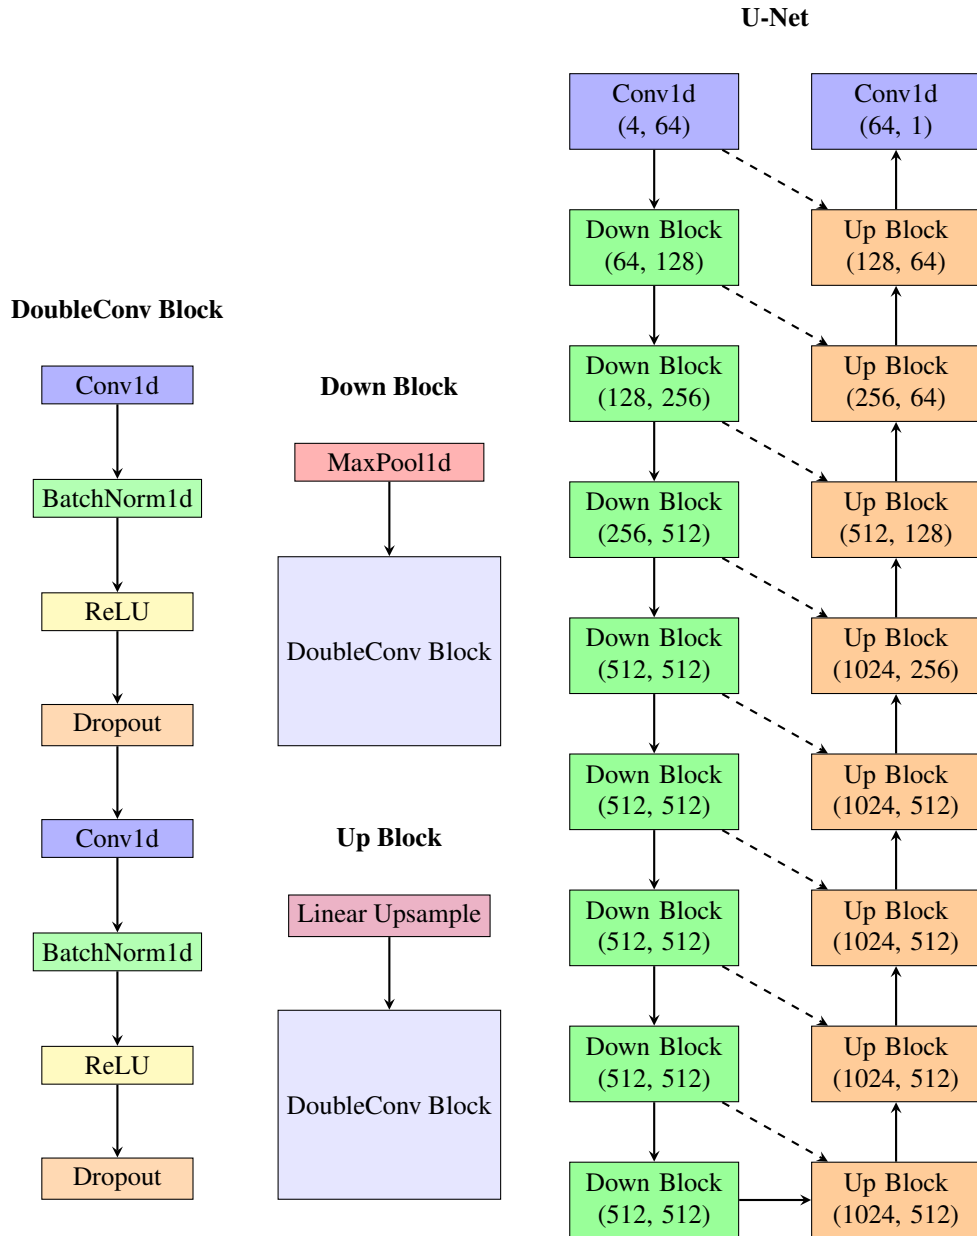 DoubleConv Block
Conv1d
BatchNorm1d
ReLU
Dropout
Conv1d
BatchNorm1d
ReLU
Dropout
Down Block
MaxPool1d
DoubleConv Block
Up Block
Linear Upsample
DoubleConv Block
U-Net
Conv1d
(4, 64)
Down Block
(64, 128)
Down Block
(128, 256)
Down Block
(256, 512)
Down Block
(512, 512)
Down Block
(512, 512)
Down Block
(512, 512)
Down Block
(512, 512)
Down Block
(512, 512)
Conv1d
(64, 1)
Up Block
(128, 64)
Up Block
(256, 64)
Up Block
(512, 128)
Up Block
(1024, 256)
Up Block
(1024, 512)
Up Block
(1024, 512)
Up Block
(1024, 512)
Up Block
(1024, 512)